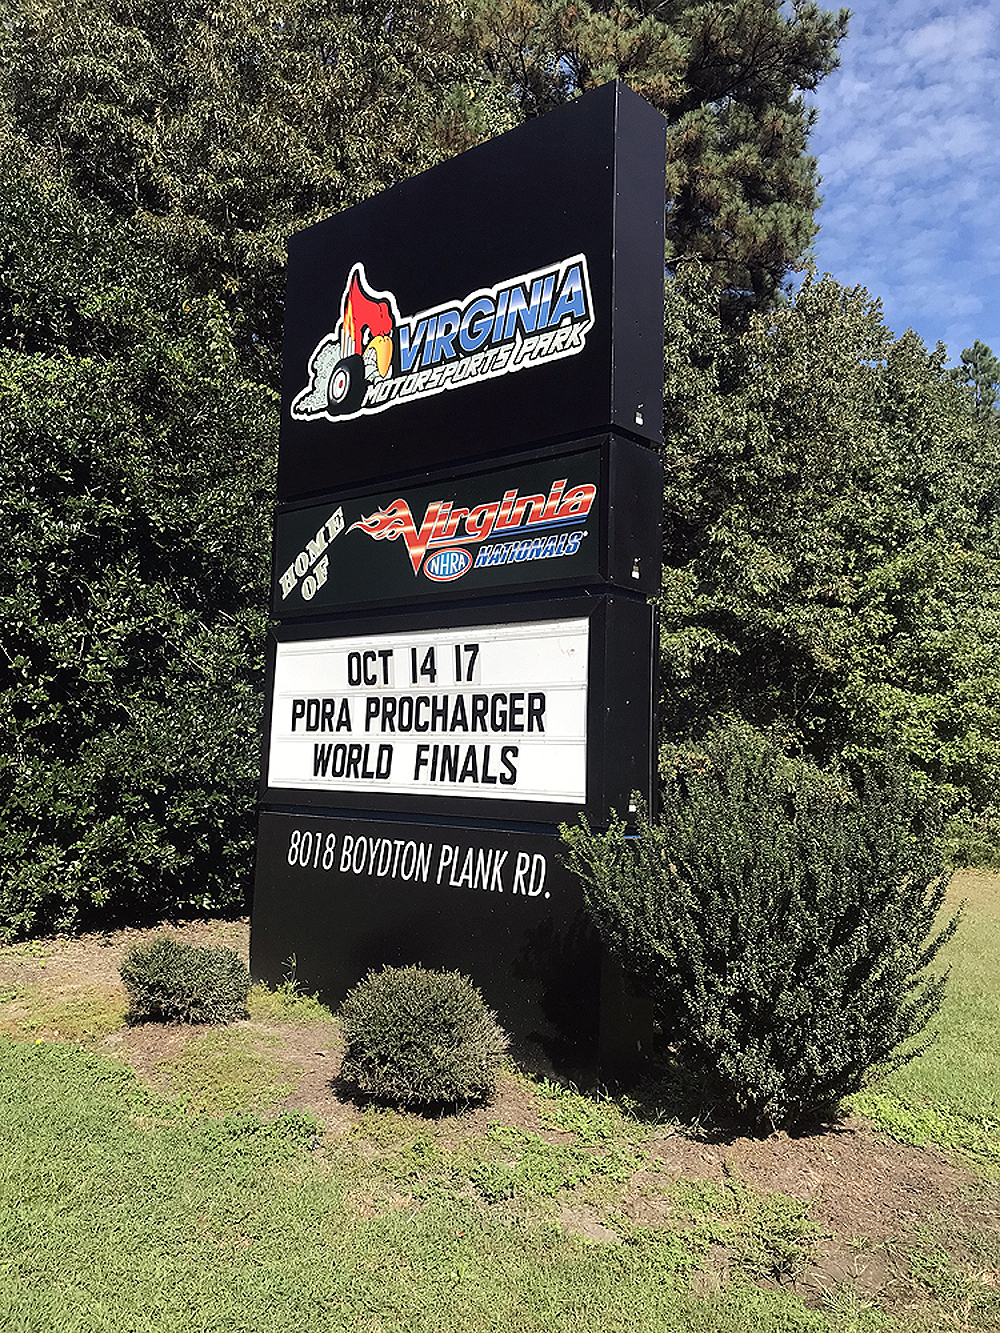 VIRGINIA
MOTORSPORTS PARK
HOME
OF
Virginia
NHRA NATIONALS
OCT 14 17
PDRA PROCHARGER
WORLD FINALS
8018 BOYDTON PLANK RD.